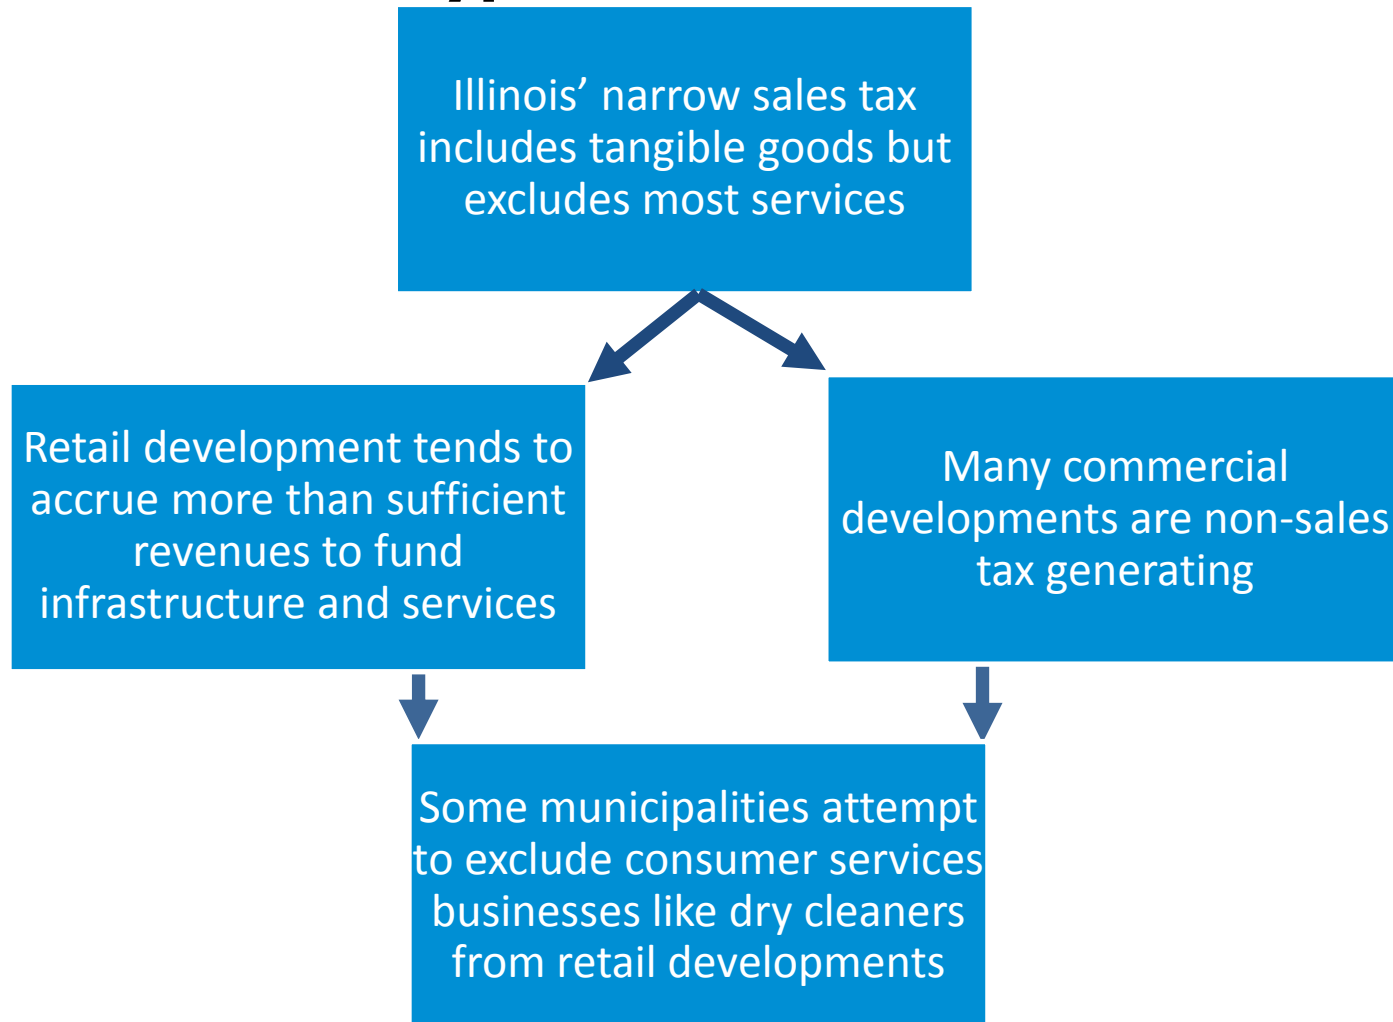 Illinois’ narrow sales tax
includes tangible goods but
excludes most services
Retail development tends to
accrue more than sufficient
revenues to fund
infrastructure and services
Many commercial
developments are non-sales
tax generating
Some municipalities attempt
to exclude consumer services
businesses like dry cleaners
from retail developments